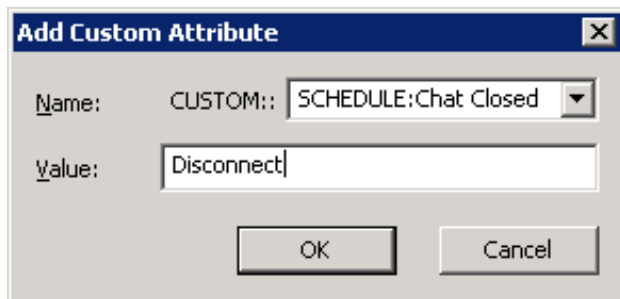 Add Custom Attribute
Name: CUSTOM:: SCHEDULE:Chat Closed
Value: Disconnect
OK Cancel